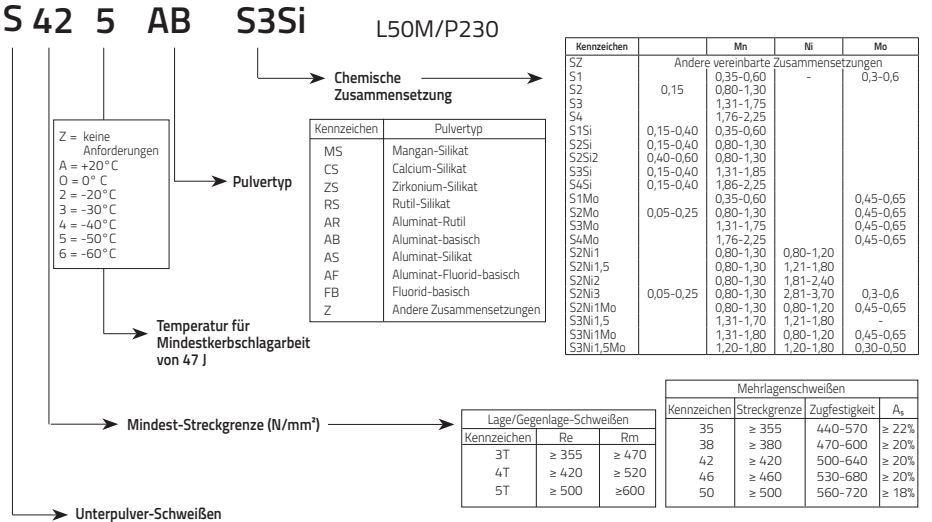 S 42 5 AB S3Si L50M/P230
Kennzeichen Mn Ni Mo
SZ Andere vereinbarte Zusammensetzungen
S1 0,35-0,60 - 0,3-0,6
S2 0,15 0,80-1,30
S3 1,31-1,75
S4 1,76-2,25
S1Si 0,15-0,40 0,35-0,60
S2Si 0,15-0,40 0,80-1,30
S2Si2 0,40-0,60 0,80-1,30
S3Si 0,15-0,40 1,31-1,85
S4Si 0,15-0,40 1,86-2,25
S1Mo 0,35-0,60 0,45-0,65
S2Mo 0,05-0,25 0,80-1,30 0,45-0,65
S3Mo 1,31-1,75 0,45-0,65
S4Mo 1,76-2,25 0,45-0,65
S2Ni1 0,80-1,30 0,80-1,20
S2Ni1,5 0,80-1,30 1,21-1,80
S2Ni2 0,80-1,30 1,81-2,40
S2Ni3 0,05-0,25 0,80-1,30 2,81-3,70 0,3-0,6
S2Ni1Mo 0,80-1,30 0,80-1,20 0,45-0,65
S3Ni1,5 1,31-1,70 1,21-1,80 -
S3Ni1Mo 1,31-1,80 0,80-1,20 0,45-0,65
S3Ni1,5Mo 1,20-1,80 1,20-1,80 0,30-0,50
Chemische
Zusammensetzung
Kennzeichen Pulvertyp
MS Mangan-Silikat
CS Calcium-Silikat
ZS Zirkonium-Silikat
RS Rutil-Silikat
AR Aluminat-Rutil
AB Aluminat-basisch
AS Aluminat-Silikat
AF Aluminat-Fluorid-basisch
FB Fluorid-basisch
Z Andere Zusammensetzungen
Pulvertyp
Z = keine
Anforderungen
A = +20°C
O = 0° C
2 = -20°C
3 = -30°C
4 = -40°C
5 = -50°C
6 = -60°C
Temperatur für
Mindestkerbschlagarbeit
von 47 J
Mindest-Streckgrenze (N/mm²)
Lage/Gegenlage-Schweißen
Kennzeichen Re Rm
3T ≥ 355 ≥ 470
4T ≥ 420 ≥ 520
5T ≥ 500 ≥600
Mehrlagenschweißen
Kennzeichen Streckgrenze Zugfestigkeit A₅
35 ≥ 355 440-570 ≥ 22%
38 ≥ 380 470-600 ≥ 20%
42 ≥ 420 500-640 ≥ 20%
46 ≥ 460 530-680 ≥ 20%
50 ≥ 500 560-720 ≥ 18%
Unterpulver-Schweißen